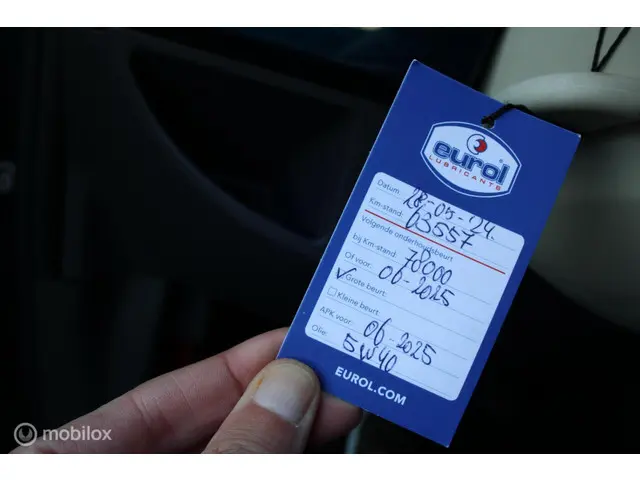 eurol ®
LUBRICANTS
Datum: 28-05-'24.
Km-stand: 63557
Volgende onderhoudsbeurt
bij Km-stand: 78000
Of voor: 06-2025
✓ Grote beurt:
☐ Kleine beurt:
APK voor: 06-2025
Olie: 5W40
EUROL.COM
mobilox